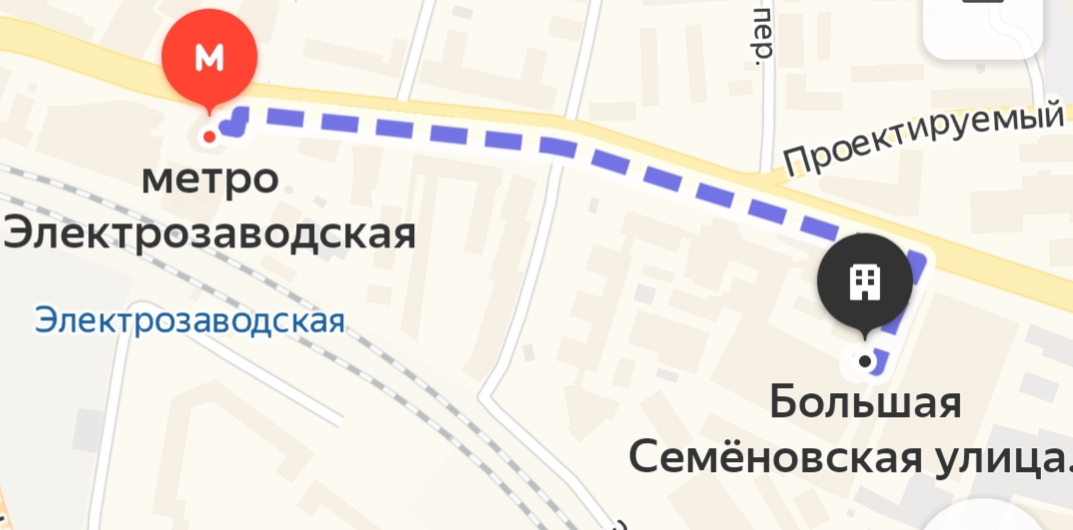 пер.
М
Проектируемый
метро
Электрозаводская
Электрозаводская
Большая
Семёновская улица.